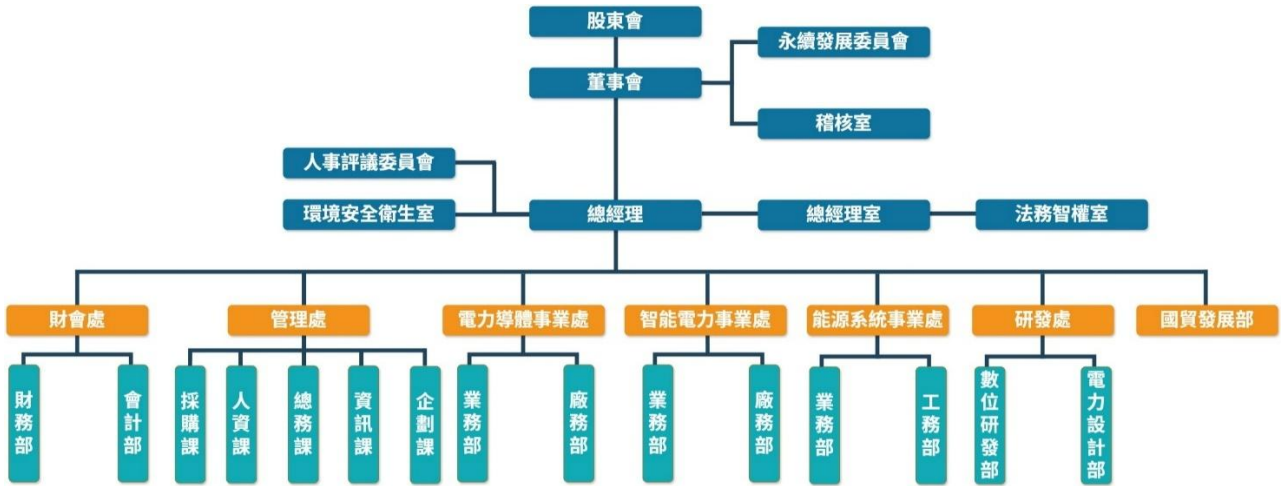 股東會
永續發展委員會
董事會
稽核室
人事評議委員會
環境安全衛生室
總經理
總經理室
法務智權室
財會處
管理處
電力導體事業處
智能電力事業處
能源系統事業處
研發處
國貿發展部
財務部
會計部
採購課
人資課
總務課
資訊課
企劃課
業務部
廠務部
業務部
廠務部
業務部
工務部
數位研發部
電力設計部